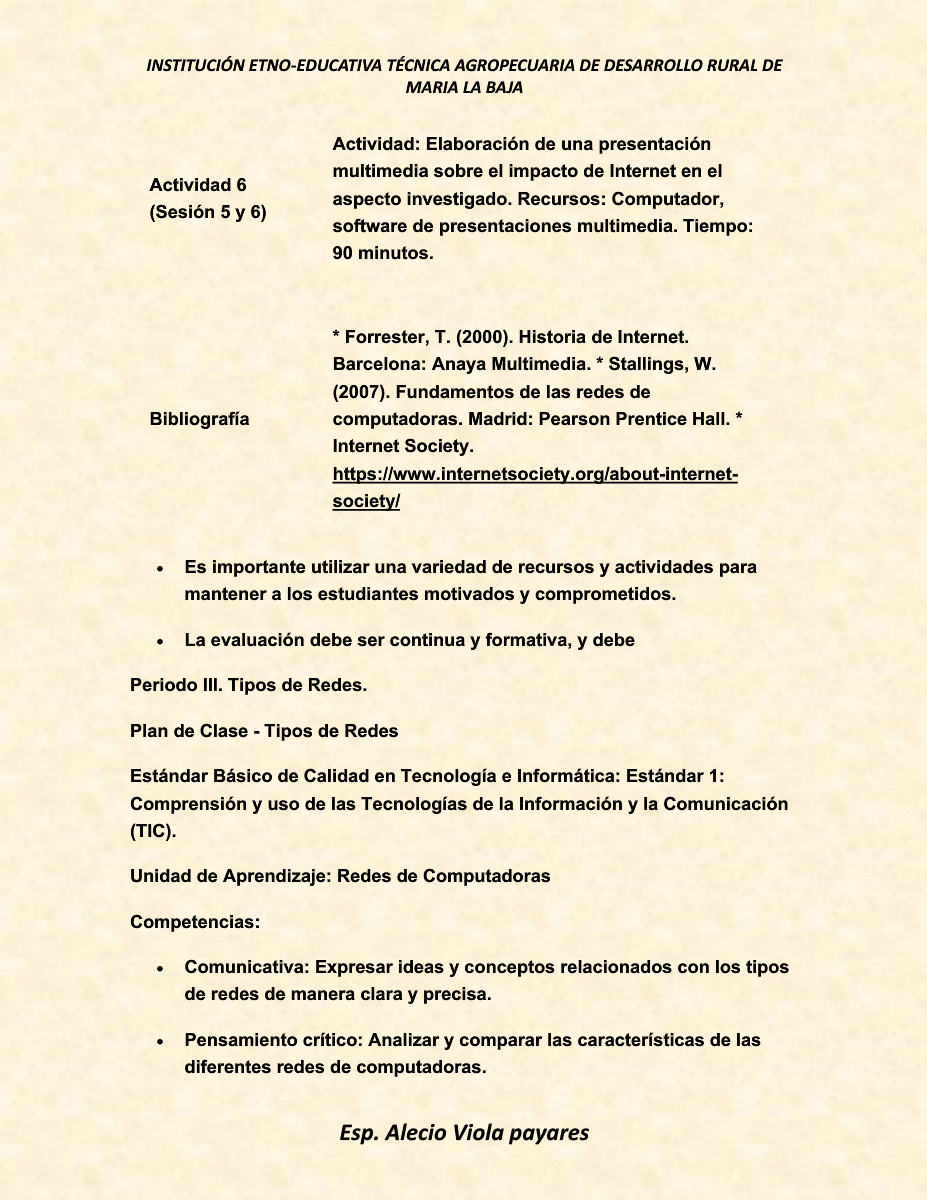 INSTITUCIÓN ETNO-EDUCATIVA TÉCNICA AGROPECUARIA DE DESARROLLO RURAL DE
MARIA LA BAJA
Actividad 6
(Sesión 5 y 6)
Actividad: Elaboración de una presentación
multimedia sobre el impacto de Internet en el
aspecto investigado. Recursos: Computador,
software de presentaciones multimedia. Tiempo:
90 minutos.
Bibliografía
* Forrester, T. (2000). Historia de Internet.
Barcelona: Anaya Multimedia. * Stallings, W.
(2007). Fundamentos de las redes de
computadoras. Madrid: Pearson Prentice Hall. *
Internet Society.
https://www.internetsociety.org/about-internet-
society/
• Es importante utilizar una variedad de recursos y actividades para
mantener a los estudiantes motivados y comprometidos.
• La evaluación debe ser continua y formativa, y debe
Periodo III. Tipos de Redes.
Plan de Clase - Tipos de Redes
Estándar Básico de Calidad en Tecnología e Informática: Estándar 1:
Comprensión y uso de las Tecnologías de la Información y la Comunicación
(TIC).
Unidad de Aprendizaje: Redes de Computadoras
Competencias:
• Comunicativa: Expresar ideas y conceptos relacionados con los tipos
de redes de manera clara y precisa.
• Pensamiento crítico: Analizar y comparar las características de las
diferentes redes de computadoras.
Esp. Alecio Viola payares